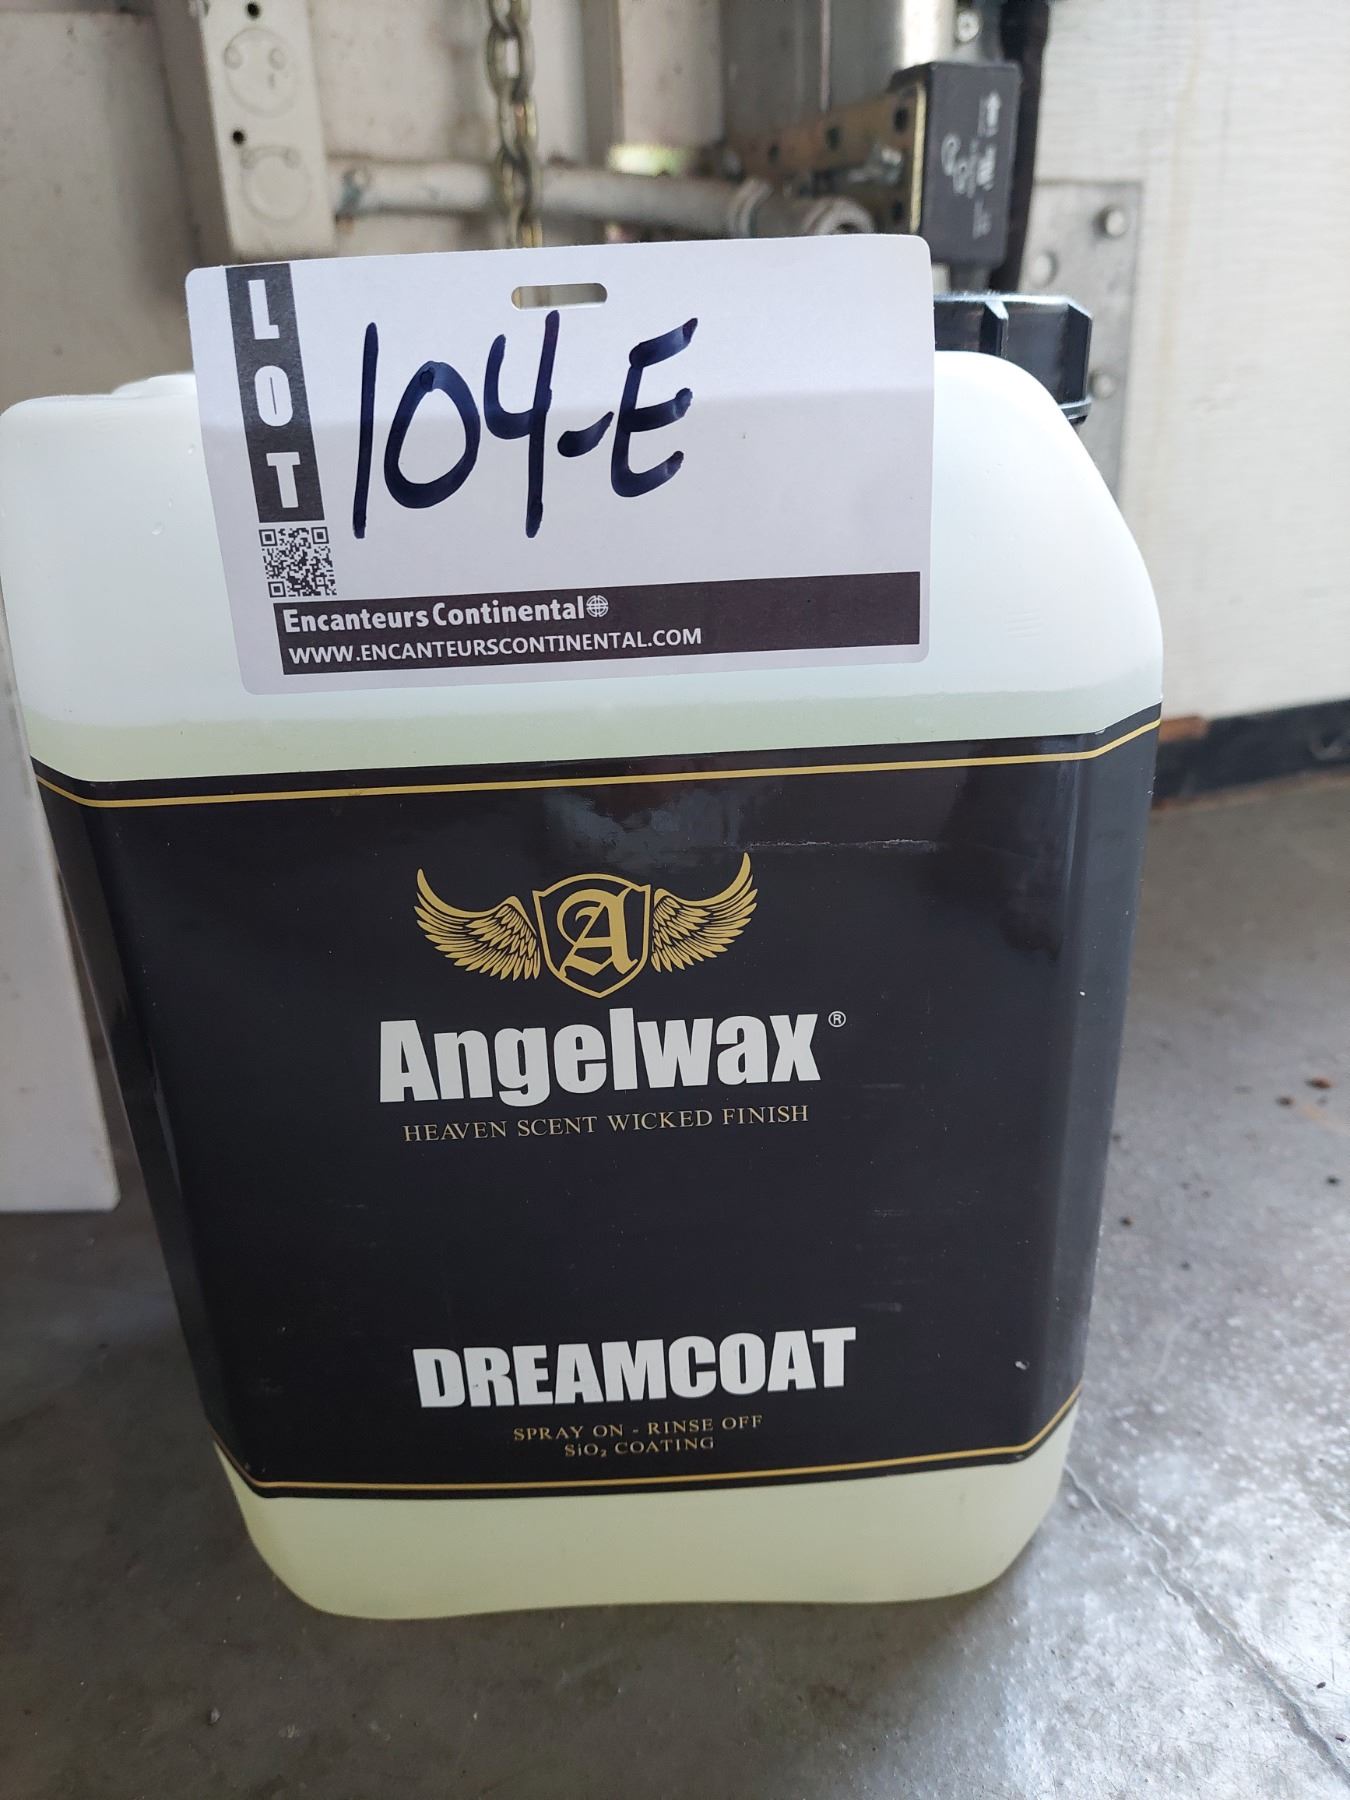 LOT
104-E
Encanteurs Continental
WWW.ENCANTEURSCONTINENTAL.COM
A
Angelwax®
HEAVEN SCENT WICKED FINISH
DREAMCOAT
SPRAY ON - RINSE OFF
SiO₂ COATING